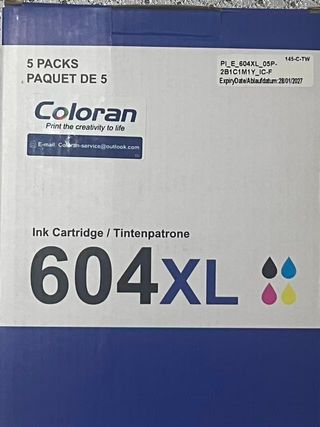 5 PACKS
PAQUET DE 5
PI_E_604XL_05P-
2B1C1M1Y_IC-F
ExpiryDate/Ablaufdatum:28/01/2027
145-C-TW
Coloran
Print the creativity to life
E-mail: Coloran-service@outlook.com
Ink Cartridge / Tintenpatrone
604XL